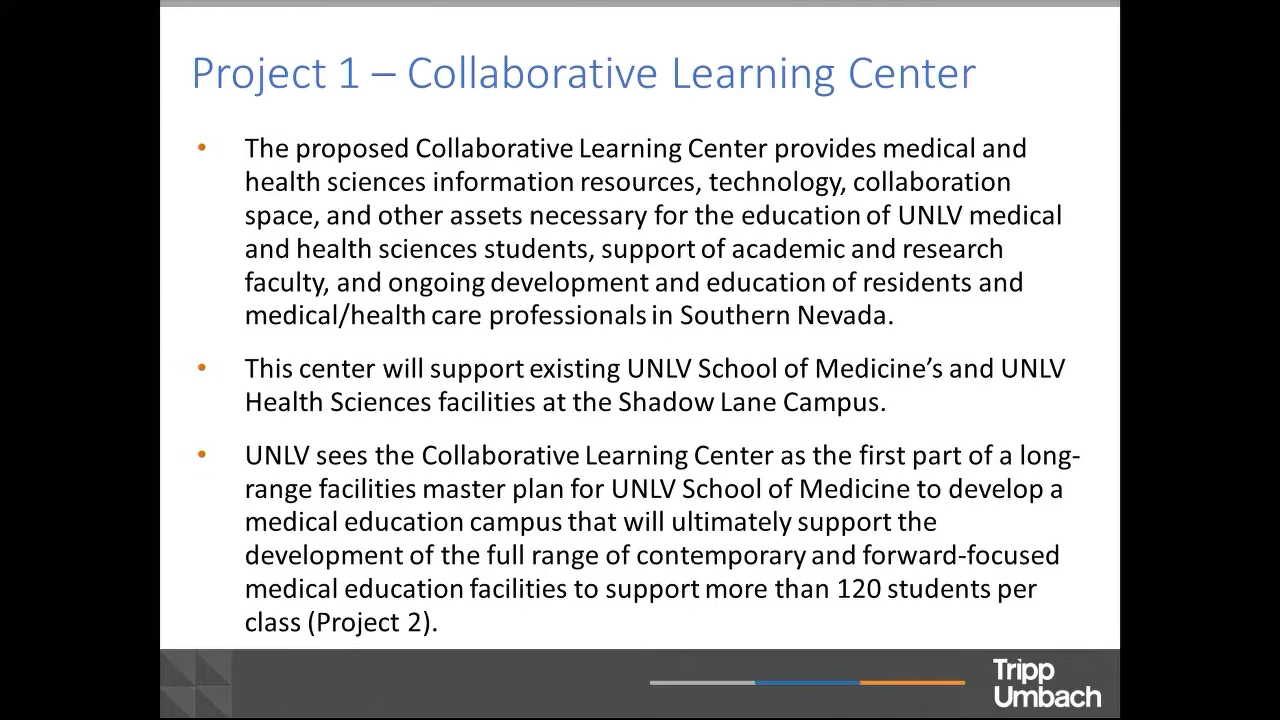 Project 1 – Collaborative Learning Center
• The proposed Collaborative Learning Center provides medical and
health sciences information resources, technology, collaboration
space, and other assets necessary for the education of UNLV medical
and health sciences students, support of academic and research
faculty, and ongoing development and education of residents and
medical/health care professionals in Southern Nevada.
• This center will support existing UNLV School of Medicine’s and UNLV
Health Sciences facilities at the Shadow Lane Campus.
• UNLV sees the Collaborative Learning Center as the first part of a long-
range facilities master plan for UNLV School of Medicine to develop a
medical education campus that will ultimately support the
development of the full range of contemporary and forward-focused
medical education facilities to support more than 120 students per
class (Project 2).
Tripp
Umbach